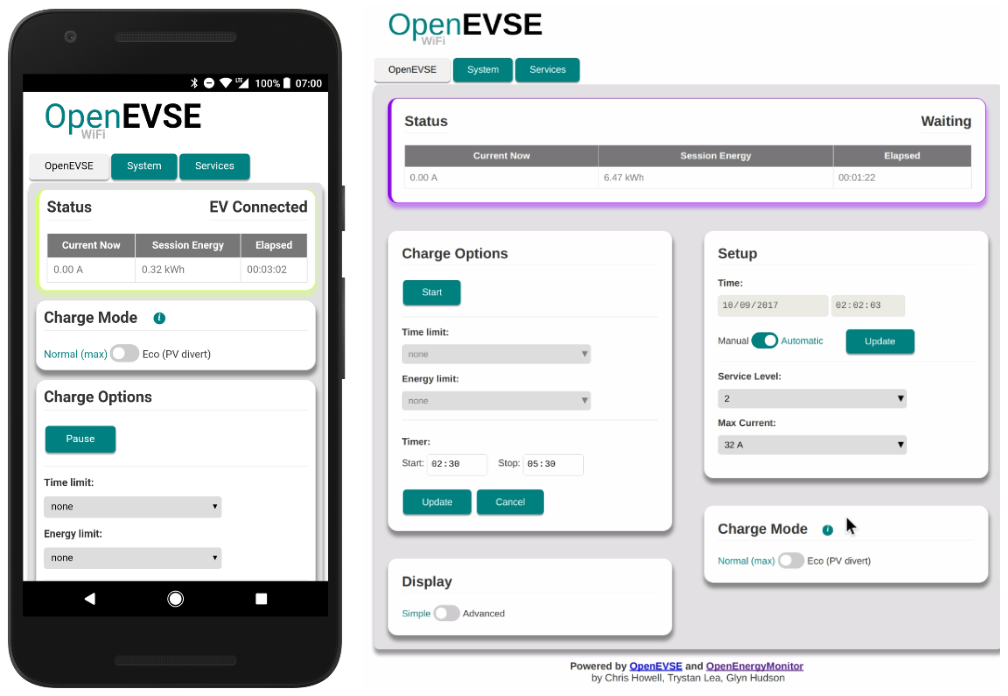 100% 07:00
OpenEVSE
WiFi
OpenEVSE System Services
Status EV Connected
Current Now Session Energy Elapsed
0.00 A 0.32 kWh 00:03:02
Charge Mode i
Normal (max) Eco (PV divert)
Charge Options
Pause
Time limit:
none
Energy limit:
none
OpenEVSE
WiFi
OpenEVSE System Services
Status Waiting
Current Now Session Energy Elapsed
0.00 A 6.47 kWh 00:01:22
Charge Options
Start
Time limit:
none
Energy limit:
none
Timer:
Start: 02:30 Stop: 05:30
Update Cancel
Display
Simple Advanced
Setup
Time:
10/09/2017 02:02:03
Manual Automatic Update
Service Level:
2
Max Current:
32 A
Charge Mode i
Normal (max) Eco (PV divert)
Powered by OpenEVSE and OpenEnergyMonitor
by Chris Howell, Trystan Lea, Glyn Hudson